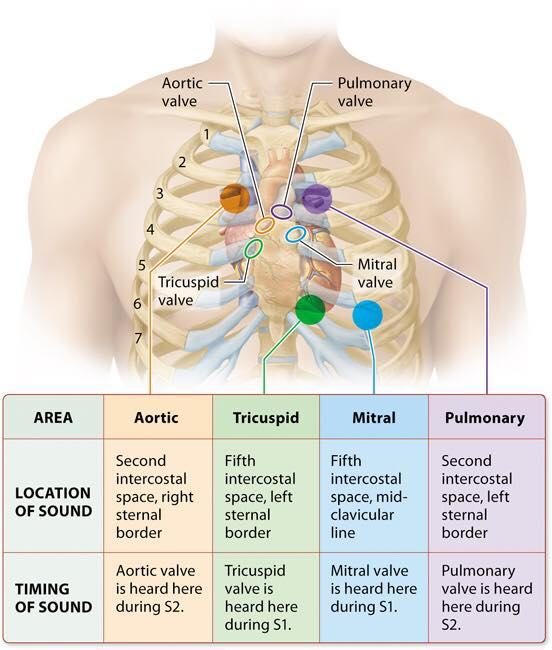 Aortic
valve
Pulmonary
valve
1
2
3
4
5
6
7
Tricuspid
valve
Mitral
valve
AREA
Aortic
Tricuspid
Mitral
Pulmonary
LOCATION
OF SOUND
Second
intercostal
space, right
sternal
border
Fifth
intercostal
space, left
sternal
border
Fifth
intercostal
space, mid-
clavicular
line
Second
intercostal
space, left
sternal
border
TIMING
OF SOUND
Aortic valve
is heard here
during S2.
Tricuspid
valve is
heard here
during S1.
Mitral valve
is heard here
during S1.
Pulmonary
valve is heard
here during
S2.